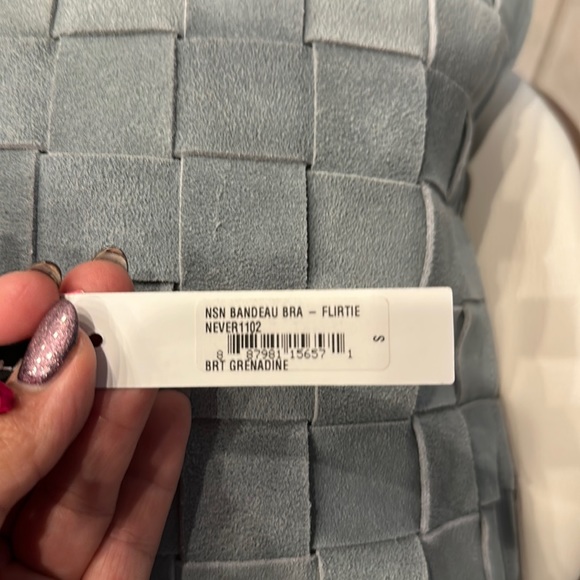 NSN BANDEAU BRA – FLIRTIE
NEVER1102
S
8 87981 15657 1
BRT GRENADINE